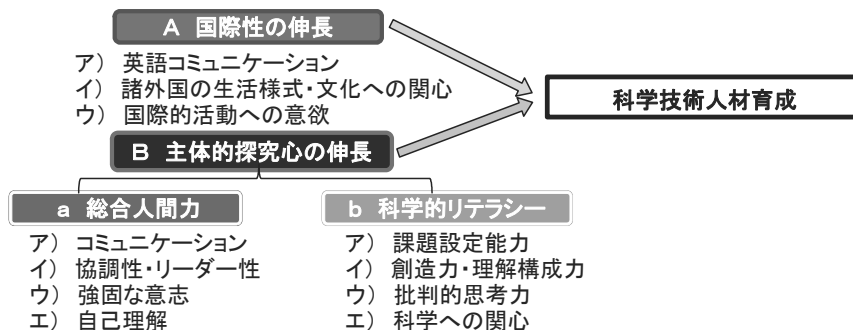 A 国際性の伸長
ア） 英語コミュニケーション
イ） 諸外国の生活様式・文化への関心
ウ） 国際的活動への意欲
科学技術人材育成
B 主体的探究心の伸長
a 総合人間力
ア） コミュニケーション
イ） 協調性・リーダー性
ウ） 強固な意志
エ） 自己理解
b 科学的リテラシー
ア） 課題設定能力
イ） 創造力・理解構成力
ウ） 批判的思考力
エ） 科学への関心